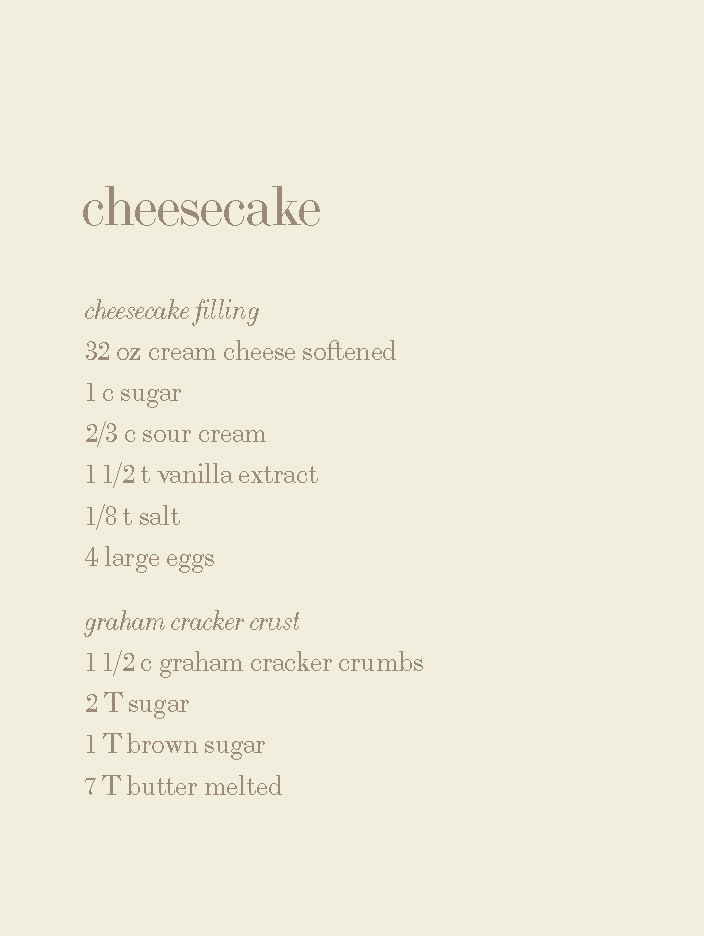 cheesecake
cheesecake filling
32 oz cream cheese softened
1 c sugar
2/3 c sour cream
1 1/2 t vanilla extract
1/8 t salt
4 large eggs
graham cracker crust
1 1/2 c graham cracker crumbs
2 T sugar
1 T brown sugar
7 T butter melted